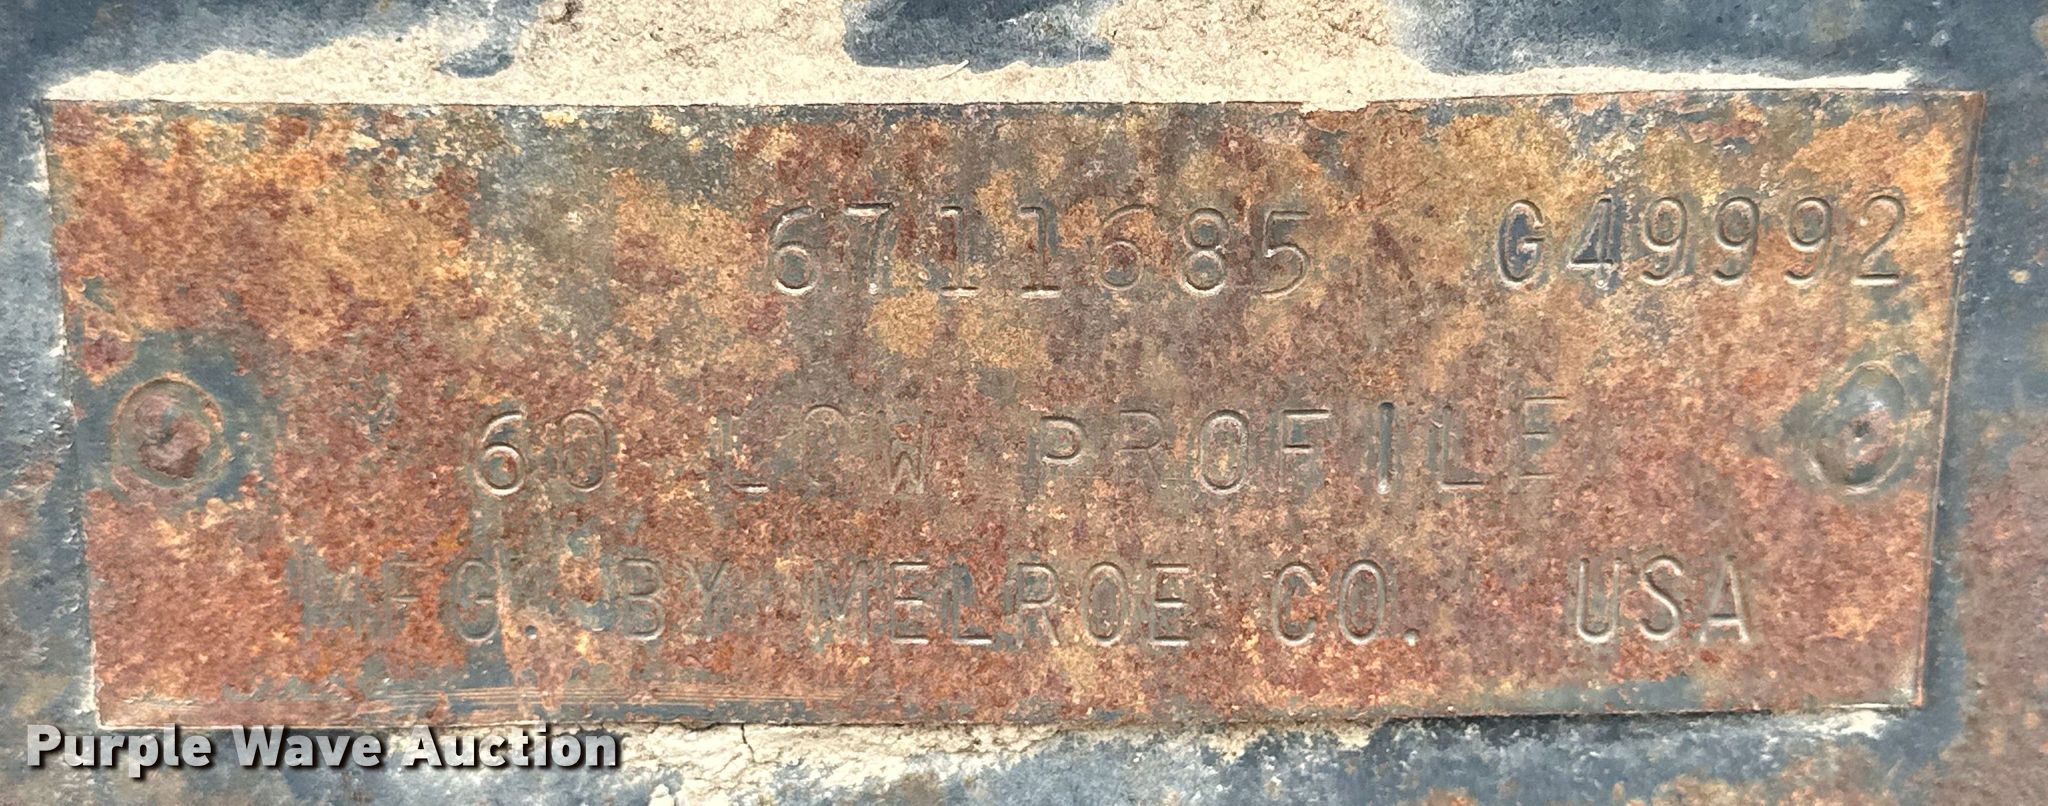 6711685 G49992
60 LOW PROFILE
MFG. BY MELROE CO. USA
Purple Wave Auction